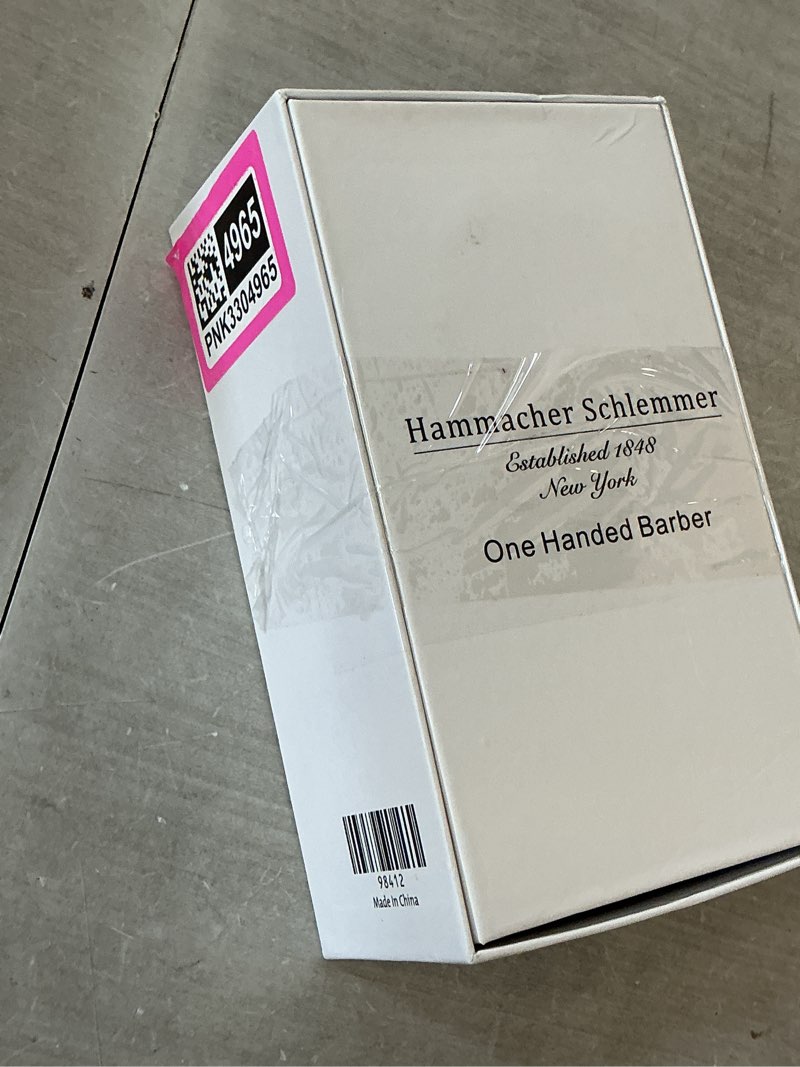 4965
PNK3304965
Hammacher Schlemmer
Established 1848
New York
One Handed Barber
98412
Made In China